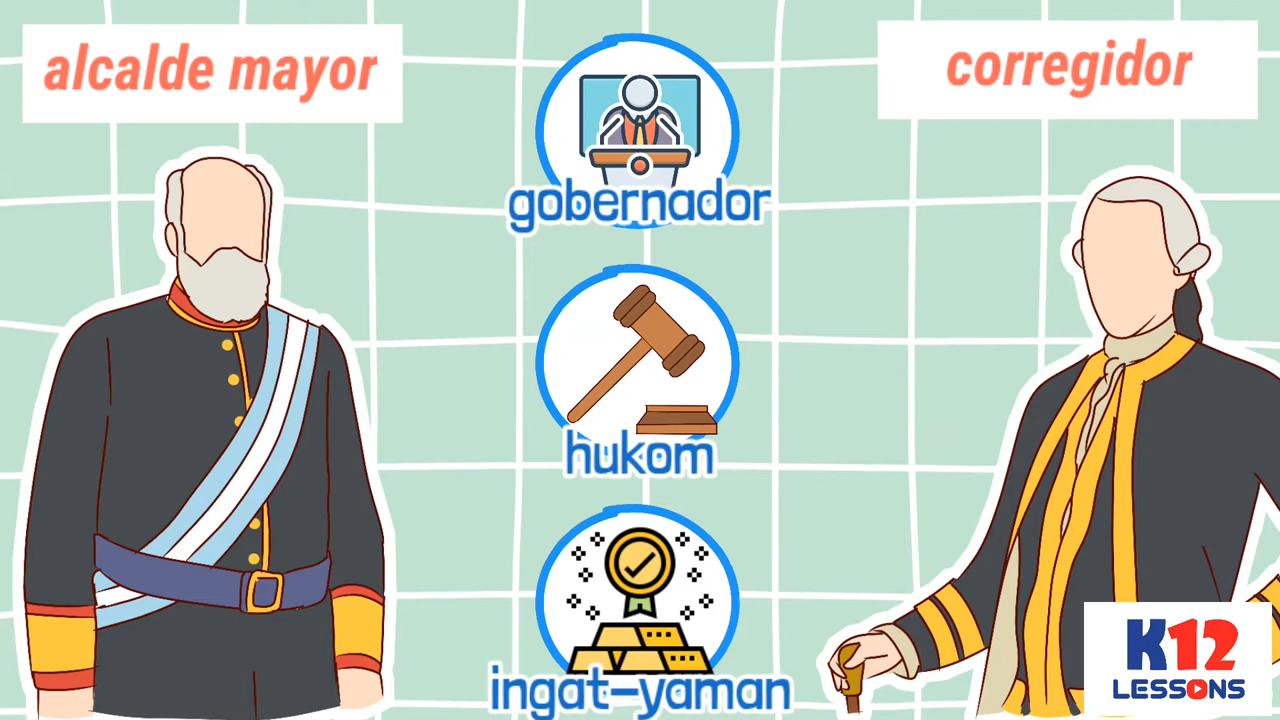 alcalde mayor
corregidor
gobernador
hukom
ingat-yaman
K12
LESSONS